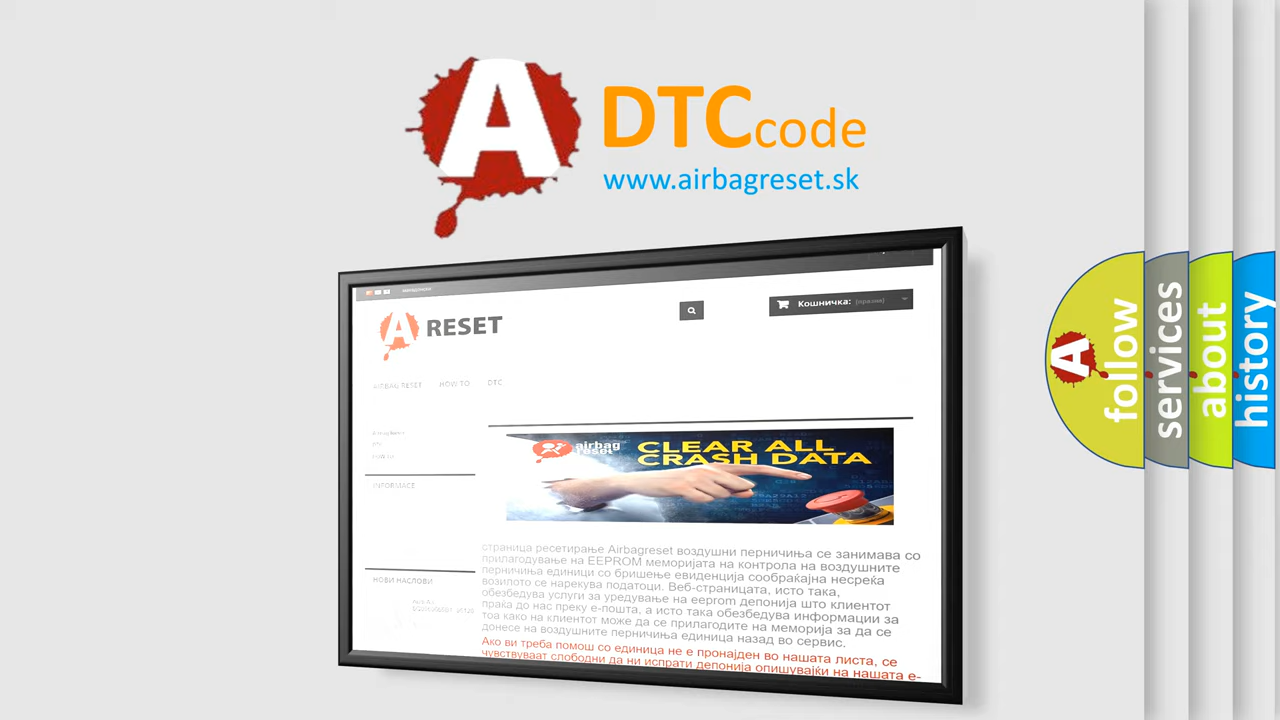 A DTC code
www.airbagreset.sk
Кошничка: (празни)
A RESET
AIRBAG RESET HOW TO DTC
airbag reset
CLEAR ALL
CRASH DATA
INFORMACE
страница ресетирање Airbagreset воздушни перничиња се занимава со
прилагодување на EEPROM меморијата на контрола на воздушните
перничиња единици со бришење евиденција сообраќајна несреќа
возилото се нарекува податоци. Веб-страницата, исто така,
обезбедува услуги за уредување на eeprom депонија што клиентот
праќа до нас преку е-пошта, а исто така обезбедува информации за
тоа како на клиентот може да се прилагодите на меморија за да се
донесе на воздушните перничиња единица назад во сервис.
НОВИ НАСЛОВИ
Ако ви треба помош со единица не е пронајден во нашата листа, се
чувствуваат слободни да ни испрати депонија опишувајќи на нашата е-
A follow
services
about
history